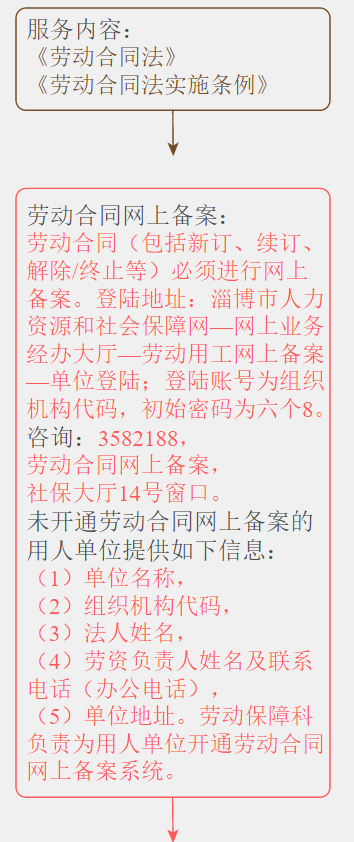 服务内容：
《劳动合同法》
《劳动合同法实施条例》
劳动合同网上备案：
劳动合同（包括新订、续订、
解除/终止等）必须进行网上
备案。登陆地址：淄博市人力
资源和社会保障网—网上业务
经办大厅—劳动用工网上备案
—单位登陆；登陆账号为组织
机构代码，初始密码为六个8。
咨询：3582188，
劳动合同网上备案，
社保大厅14号窗口。
未开通劳动合同网上备案的
用人单位提供如下信息：
（1）单位名称，
（2）组织机构代码，
（3）法人姓名，
（4）劳资负责人姓名及联系
电话（办公电话），
（5）单位地址。劳动保障科
负责为用人单位开通劳动合同
网上备案系统。